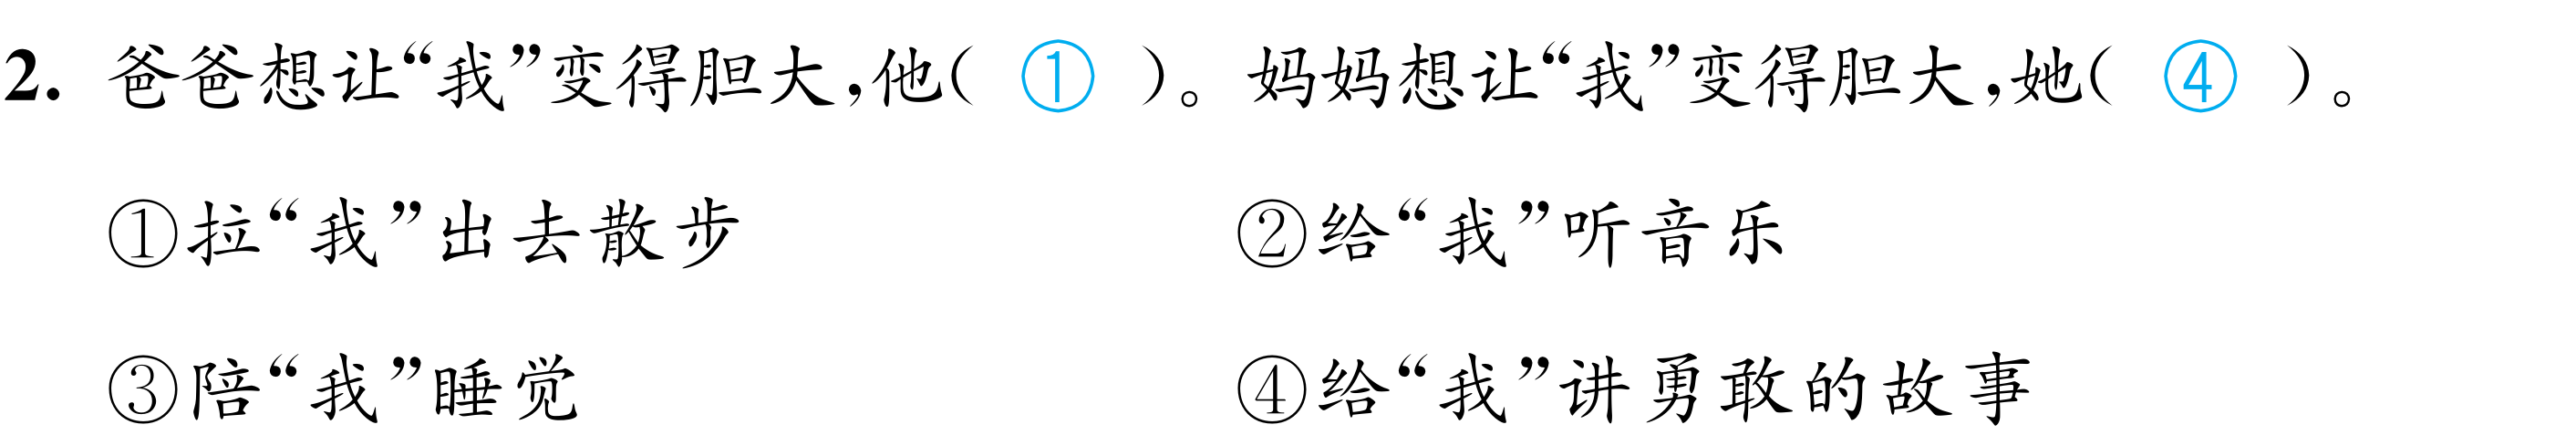 2. 爸爸想让“我”变得胆大,他( ① )。妈妈想让“我”变得胆大,她( ④ )。
①拉“我”出去散步 ②给“我”听音乐
③陪“我”睡觉 ④给“我”讲勇敢的故事